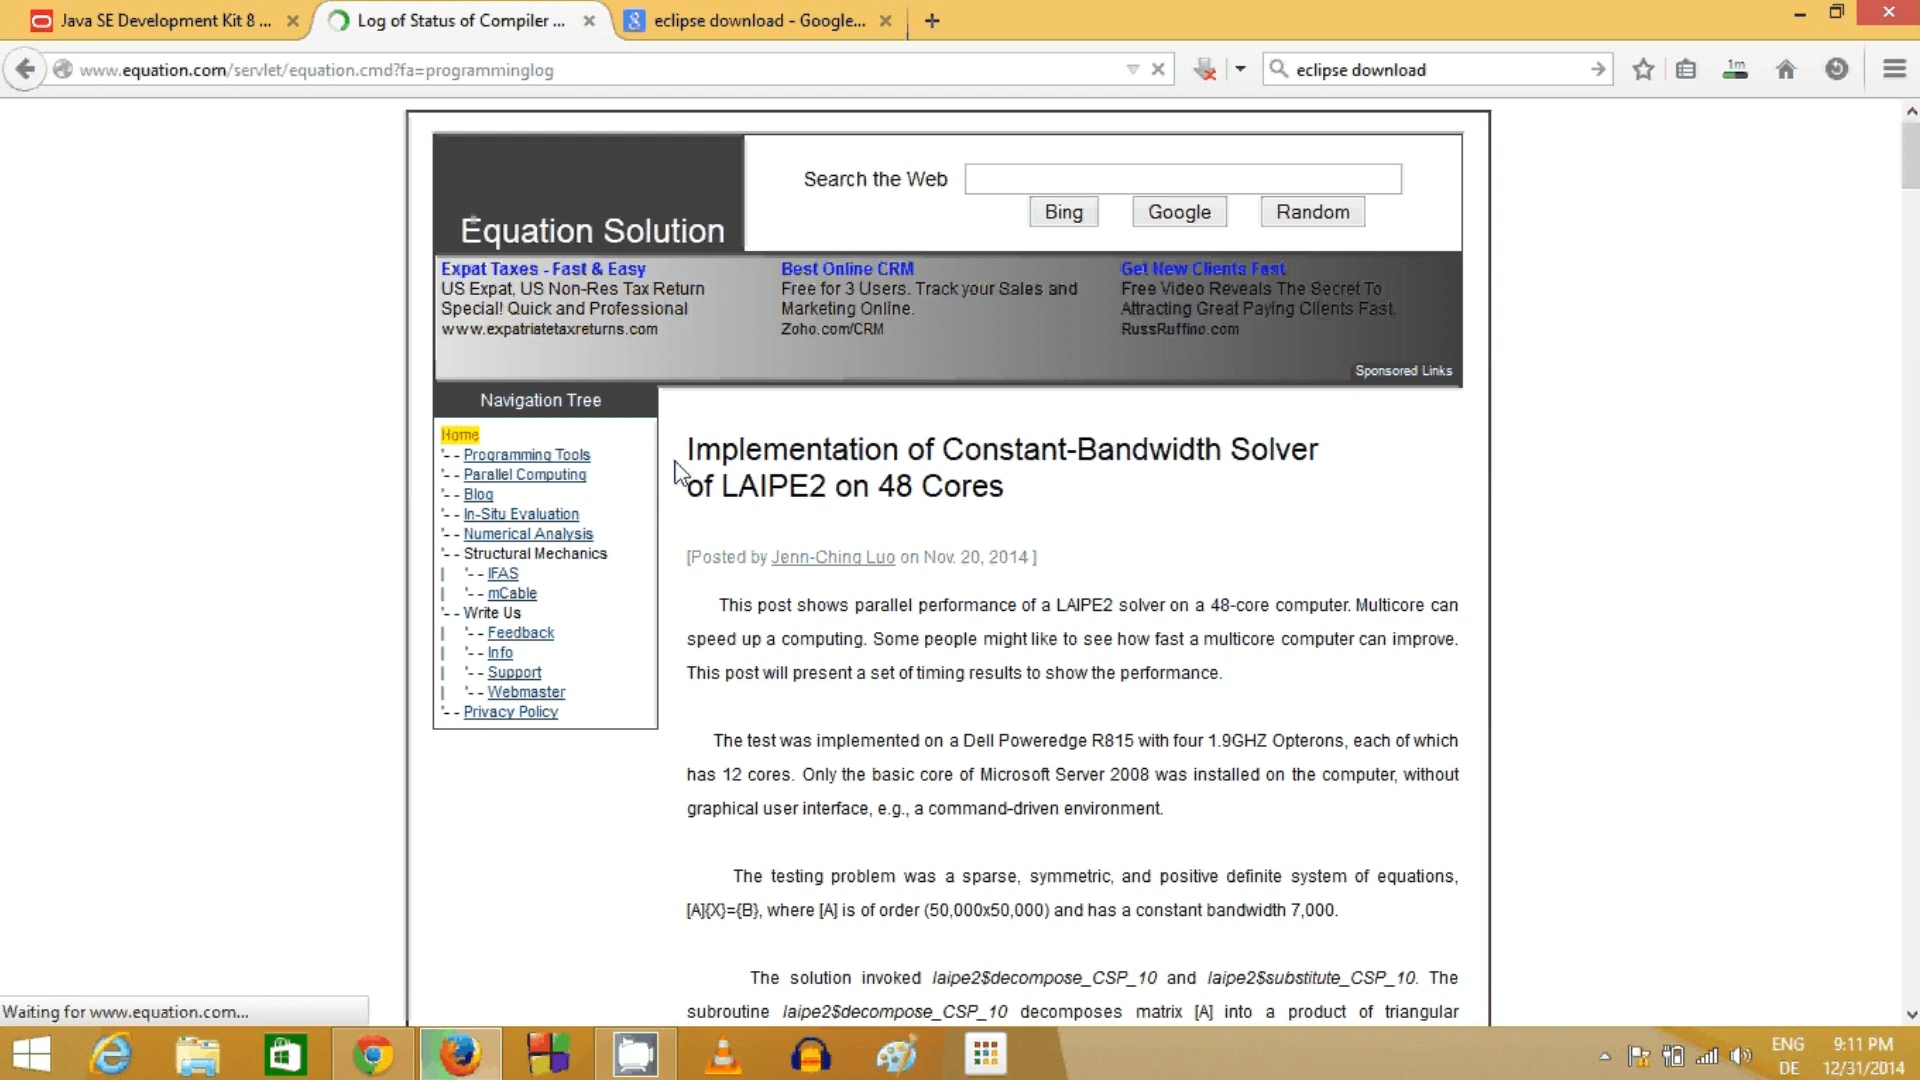 Java SE Development Kit 8 ...
Log of Status of Compiler ...
eclipse download - Google...
www.equation.com/servlet/equation.cmd?fa=programminglog
eclipse download
1m
Equation Solution
Search the Web
Bing
Google
Random
Expat Taxes - Fast & Easy
US Expat, US Non-Res Tax Return
Special! Quick and Professional
www.expatriatetaxreturns.com
Best Online CRM
Free for 3 Users. Track your Sales and
Marketing Online.
Zoho.com/CRM
Get New Clients Fast
Free Video Reveals The Secret To
Attracting Great Paying Clients Fast.
RussRuffino.com
Sponsored Links
Navigation Tree
Home
'- - Programming Tools
'- - Parallel Computing
'- - Blog
'- - In-Situ Evaluation
'- - Numerical Analysis
'- - Structural Mechanics
| '- - IFAS
| '- - mCable
'- - Write Us
| '- - Feedback
| '- - Info
| '- - Support
| '- - Webmaster
'- - Privacy Policy
Implementation of Constant-Bandwidth Solver
of LAIPE2 on 48 Cores
[Posted by Jenn-Ching Luo on Nov. 20, 2014 ]
This post shows parallel performance of a LAIPE2 solver on a 48-core computer. Multicore can
speed up a computing. Some people might like to see how fast a multicore computer can improve.
This post will present a set of timing results to show the performance.
The test was implemented on a Dell Poweredge R815 with four 1.9GHZ Opterons, each of which
has 12 cores. Only the basic core of Microsoft Server 2008 was installed on the computer, without
graphical user interface, e.g., a command-driven environment.
The testing problem was a sparse, symmetric, and positive definite system of equations,
[A]{X}={B}, where [A] is of order (50,000x50,000) and has a constant bandwidth 7,000.
The solution invoked laipe2$decompose_CSP_10 and laipe2$substitute_CSP_10. The
subroutine laipe2$decompose_CSP_10 decomposes matrix [A] into a product of triangular
Waiting for www.equation.com...
ENG
DE
9:11 PM
12/31/2014